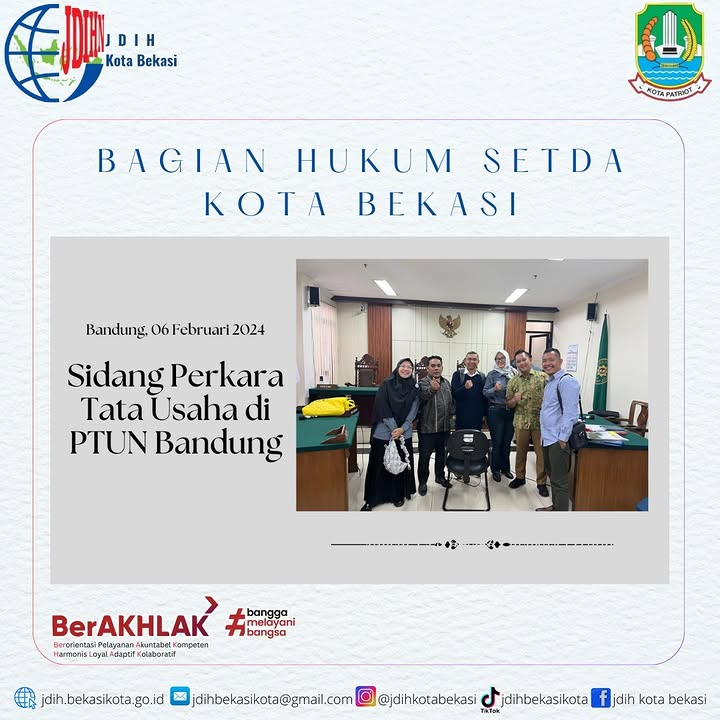 JDIHN
J D I H
Kota Bekasi
KOTA PATRIOT
BAGIAN HUKUM SETDA
KOTA BEKASI
Bandung, 06 Februari 2024
Sidang Perkara
Tata Usaha di
PTUN Bandung
BerAKHLAK
Berorientasi Pelayanan Akuntabel Kompeten
Harmonis Loyal Adaptif Kolaboratif
#bangga
melayani
bangsa
jdih.bekasikota.go.id jdihbekasikota@gmail.com @jdihkotabekasi TikTok jdihbekasikota jdih kota bekasi